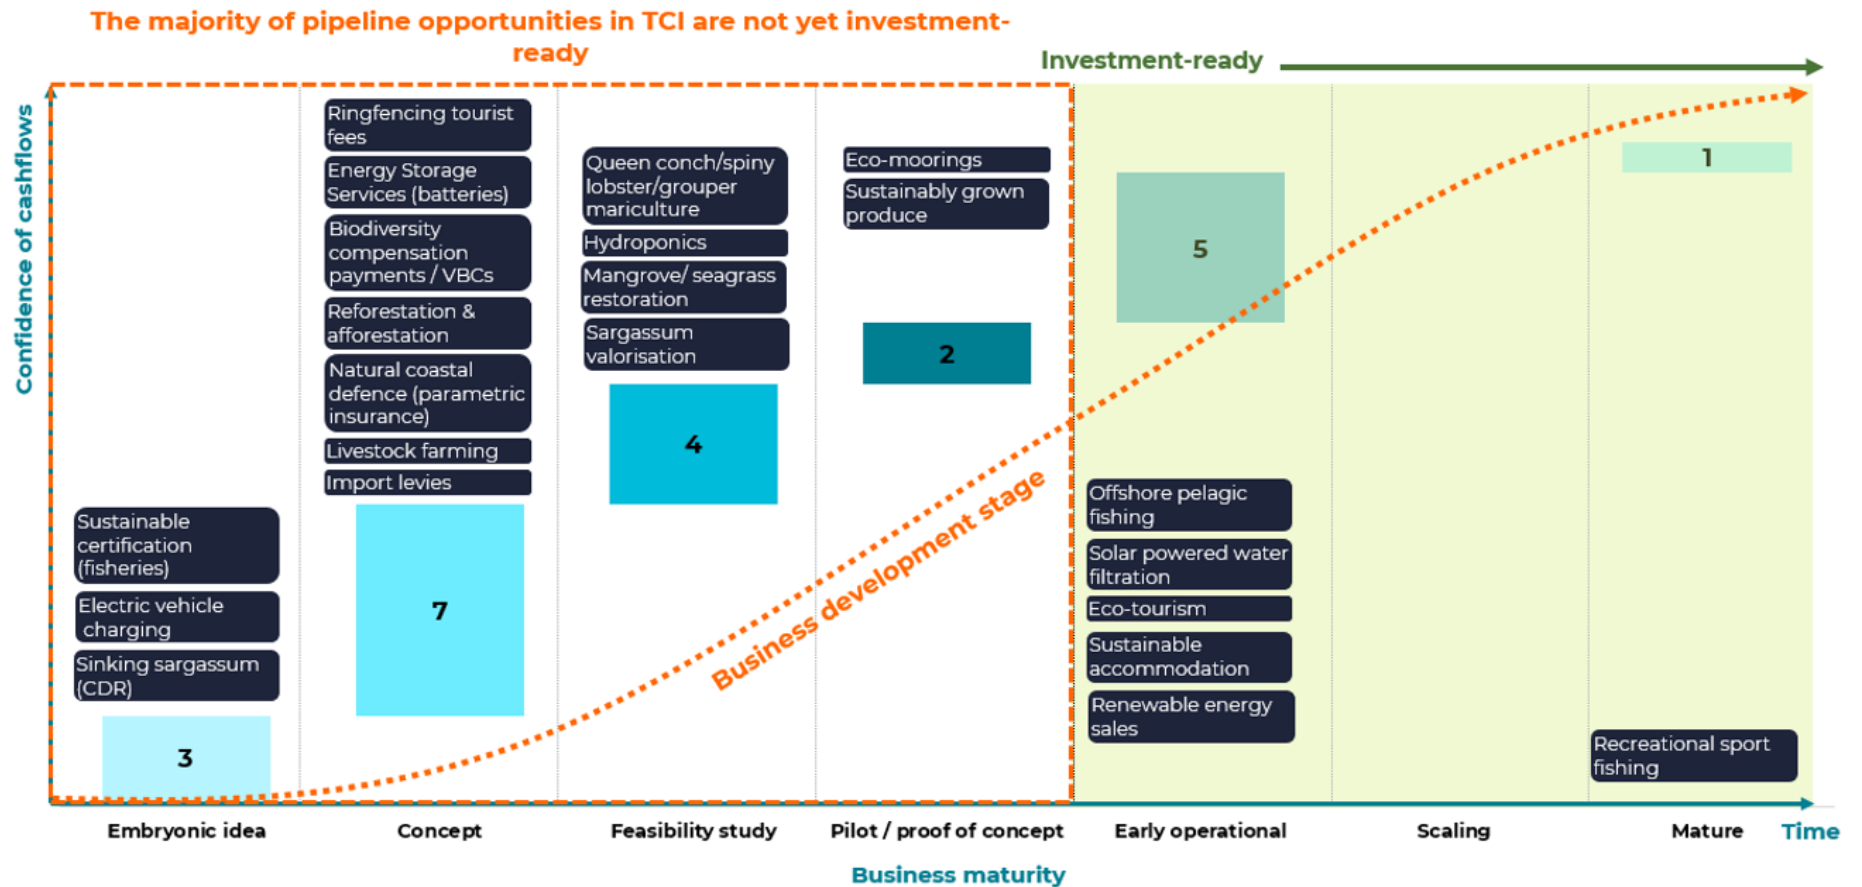 The majority of pipeline opportunities in TCI are not yet investment-
ready
Investment-ready
Confidence of cashflows
Sustainable
certification
(fisheries)
Electric vehicle
charging
Sinking sargassum
(CDR)
3
Ringfencing tourist
fees
Energy Storage
Services (batteries)
Biodiversity
compensation
payments / VBCs
Reforestation &
afforestation
Natural coastal
defence (parametric
insurance)
Livestock farming
Import levies
7
Queen conch/spiny
lobster/grouper
mariculture
Hydroponics
Mangrove/ seagrass
restoration
Sargassum
valorisation
4
Eco-moorings
Sustainably grown
produce
2
Business development stage
5
Offshore pelagic
fishing
Solar powered water
filtration
Eco-tourism
Sustainable
accommodation
Renewable energy
sales
1
Recreational sport
fishing
Embryonic idea
Concept
Feasibility study
Pilot / proof of concept
Early operational
Scaling
Mature
Time
Business maturity